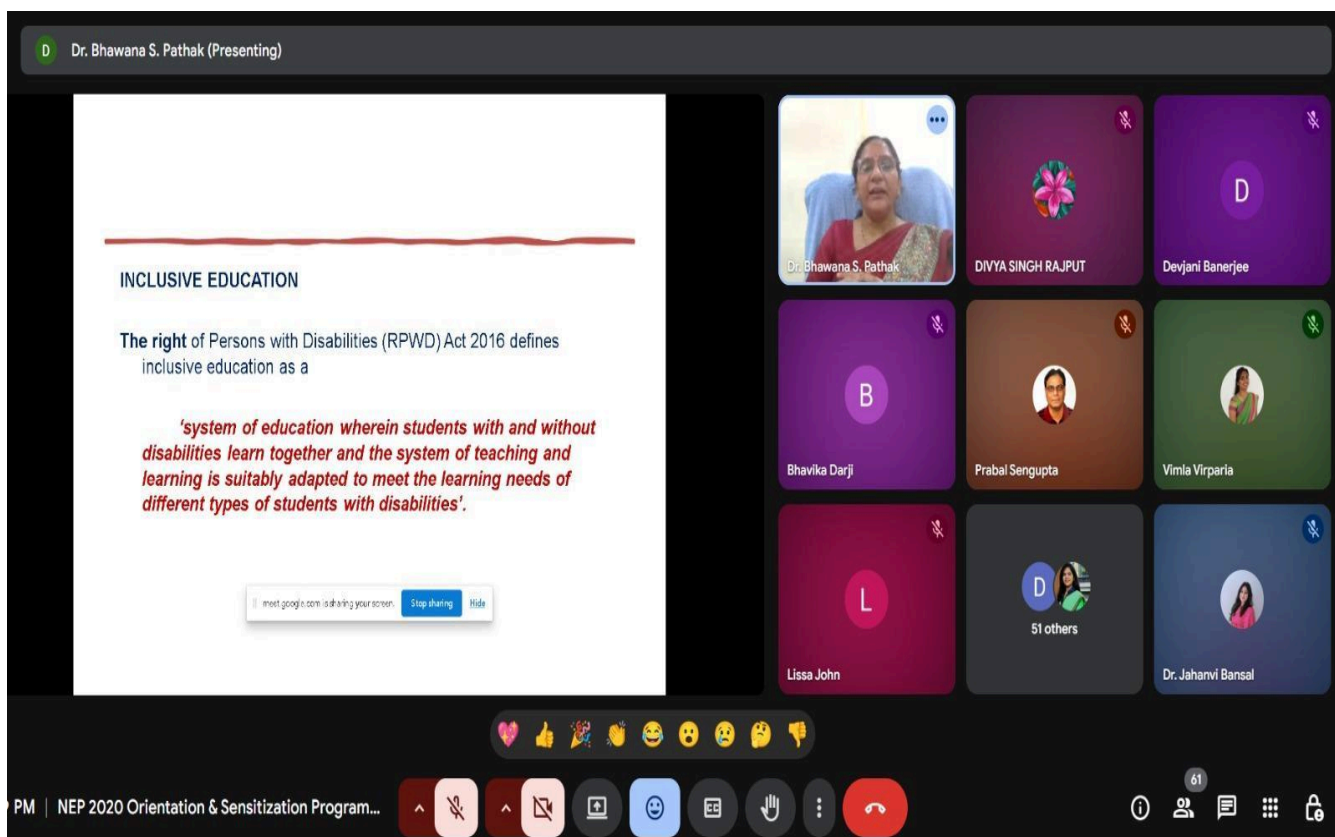 D Dr. Bhawana S. Pathak (Presenting)
INCLUSIVE EDUCATION
The right of Persons with Disabilities (RPWD) Act 2016 defines
inclusive education as a
'system of education wherein students with and without
disabilities learn together and the system of teaching and
learning is suitably adapted to meet the learning needs of
different types of students with disabilities'.
meet.google.com is sharing your screen. Stop sharing Hide
Dr. Bhawana S. Pathak
DIVYA SINGH RAJPUT
D
Devjani Banerjee
B
Bhavika Darji
Prabal Sengupta
Vimla Virparia
L
Lissa John
D
51 others
Dr. Jahanvi Bansal
PM | NEP 2020 Orientation & Sensitization Program...
CC
61